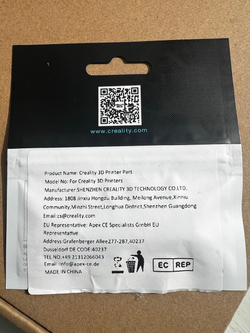 www.creality.com
Product Name: Creality 3D Printer Part
Model No: For Creality 3D Printers
Manufacturer:SHENZHEN CREALITY 3D TECHNOLOGY CO.LTD.
Address: 1808 Jinxiu Hongdu Building, Meilong Avenue,Xinniu
Community,Minzhi Street,Longhua District,Shenzhen Guangdong
Email:cs@creality.com
EU Representative: Apex CE Specialists GmbH EU
Representative
Address:Grafenberger Allee277-287,40237
Dusseldorf DE CODE:40237
TEL NO.+49 21312066043
Email :info@apex-ce.de
MADE IN CHINA
EC REP